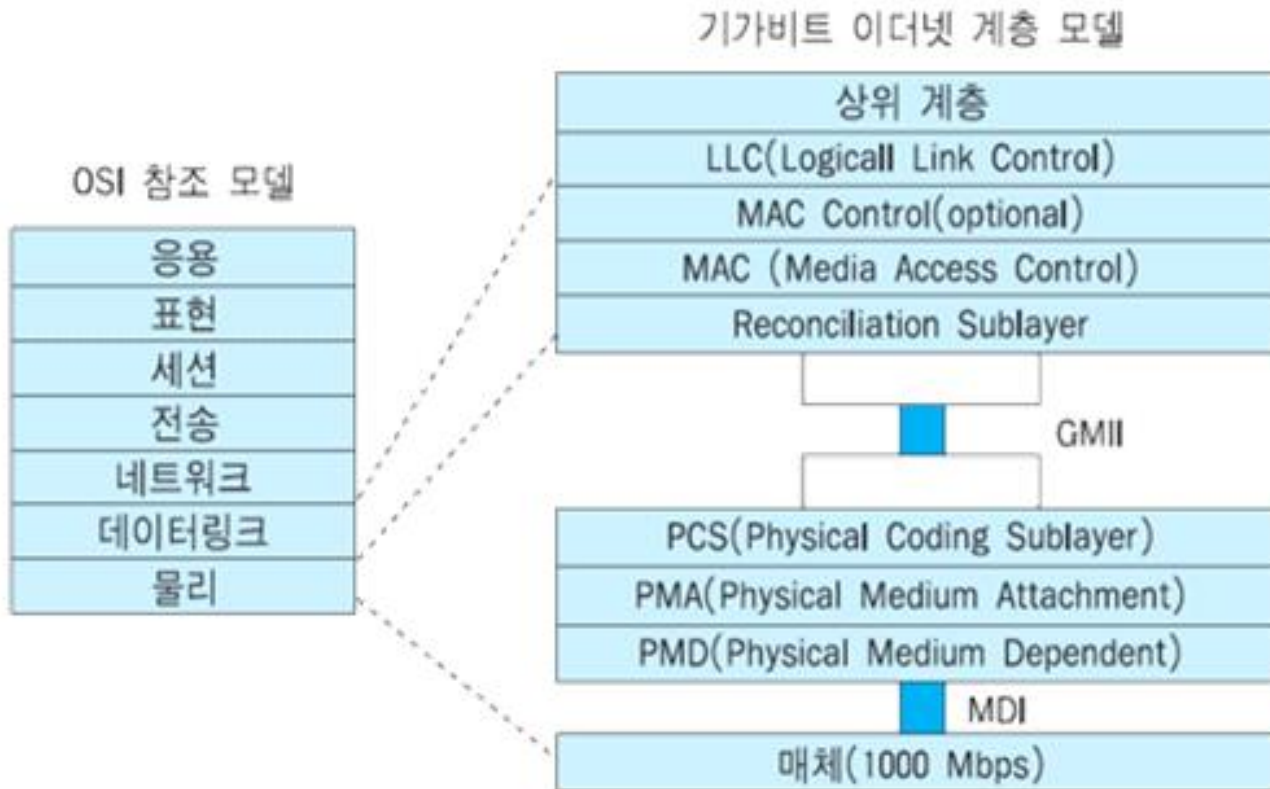 기가비트 이더넷 계층 모델
상위 계층
LLC(Logicall Link Control)
MAC Control(optional)
MAC (Media Access Control)
Reconciliation Sublayer
GMII
PCS(Physical Coding Sublayer)
PMA(Physical Medium Attachment)
PMD(Physical Medium Dependent)
MDI
매체(1000 Mbps)
OSI 참조 모델
응용
표현
세션
전송
네트워크
데이터링크
물리